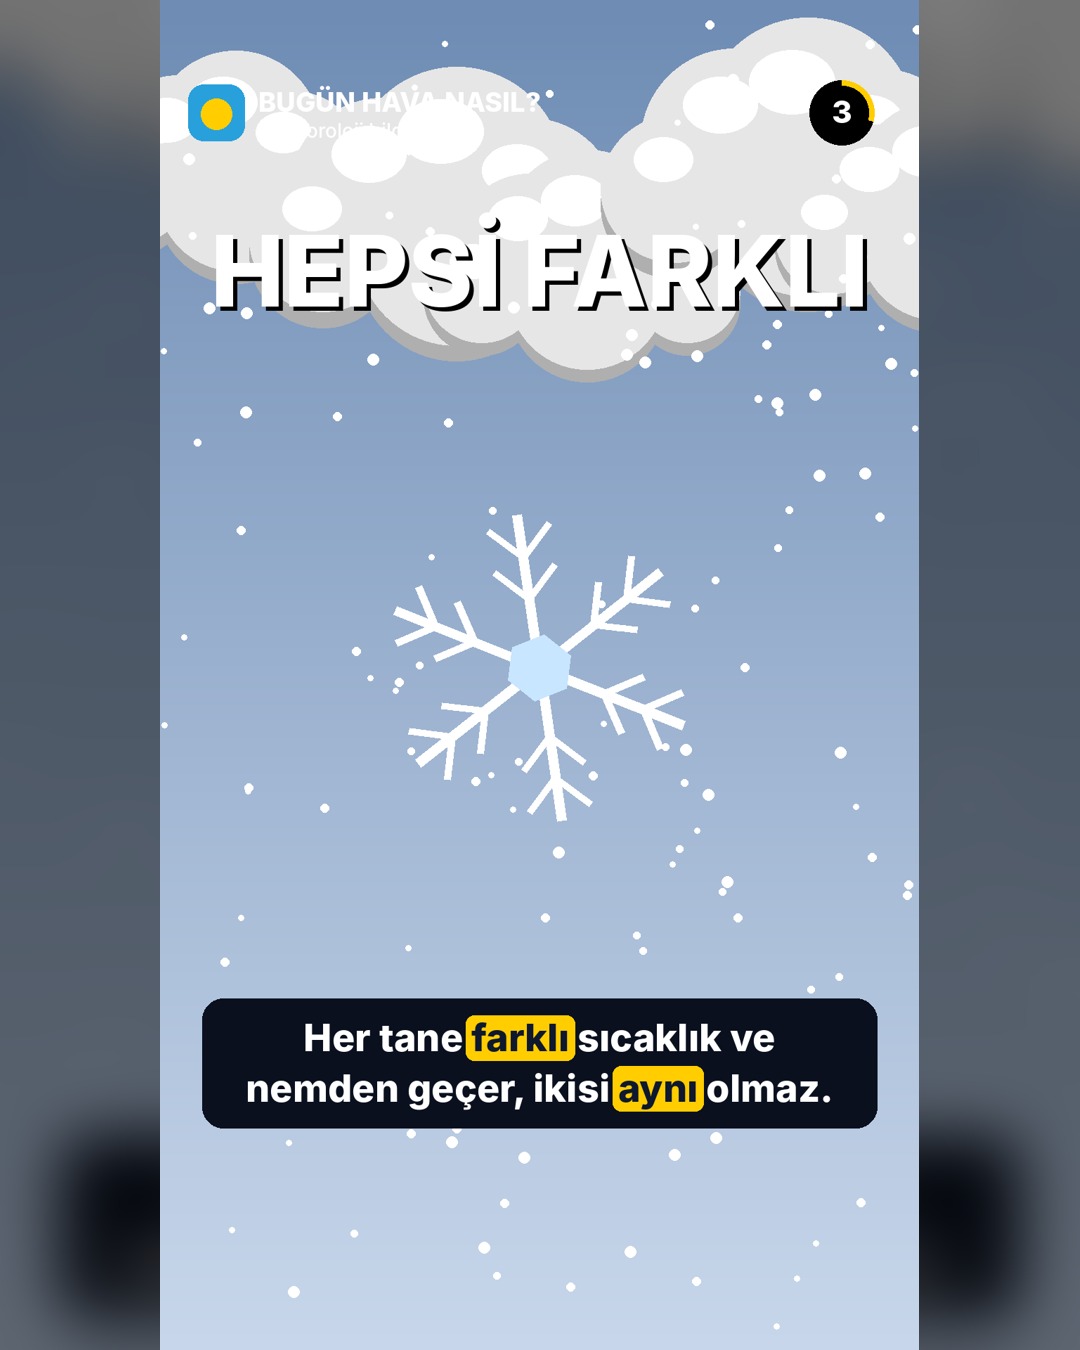 BUGÜN HAVA NASIL?
3
HEPSİ FARKLI
Her tane farklı sıcaklık ve
nemden geçer, ikisi aynı olmaz.